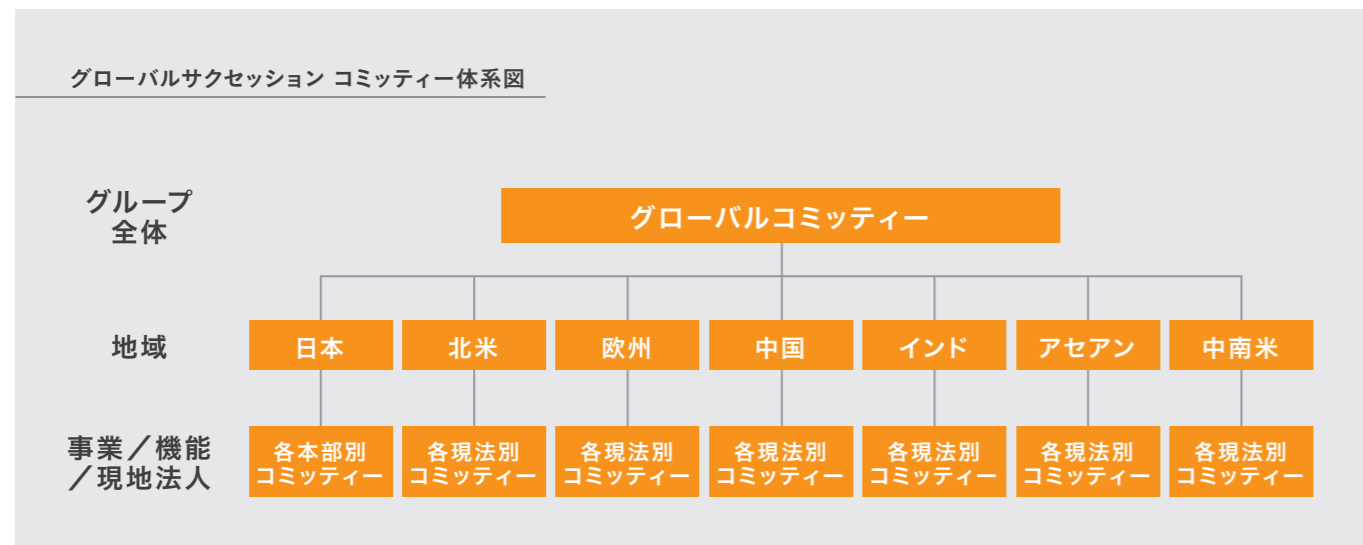 グローバルサクセッション コミッティー体系図
グループ
全体
グローバルコミッティー
地域
日本
北米
欧州
中国
インド
アセアン
中南米
事業／機能
／現地法人
各本部別
コミッティー
各現法別
コミッティー
各現法別
コミッティー
各現法別
コミッティー
各現法別
コミッティー
各現法別
コミッティー
各現法別
コミッティー